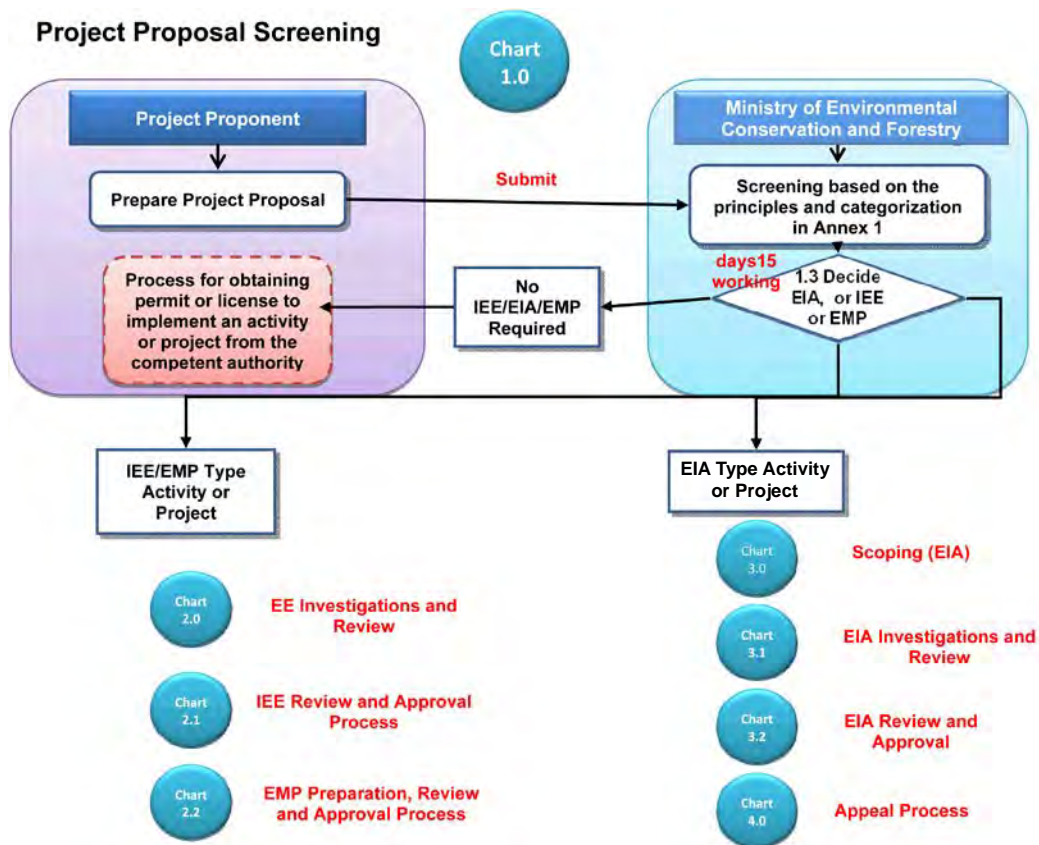 Project Proposal Screening
Chart
1.0
Project Proponent
Ministry of Environmental
Conservation and Forestry
Prepare Project Proposal
Submit
Screening based on the
principles and categorization
in Annex 1
Process for obtaining
permit or license to
implement an activity
or project from the
competent authority
No
IEE/EIA/EMP
Required
days15
working
1.3 Decide
EIA, or IEE
or EMP
IEE/EMP Type
Activity or
Project
EIA Type Activity
or Project
Chart
2.0
EE Investigations and
Review
Chart
2.1
IEE Review and Approval
Process
Chart
2.2
EMP Preparation, Review
and Approval Process
Chart
3.0
Scoping (EIA)
Chart
3.1
EIA Investigations and
Review
Chart
3.2
EIA Review and
Approval
Chart
4.0
Appeal Process